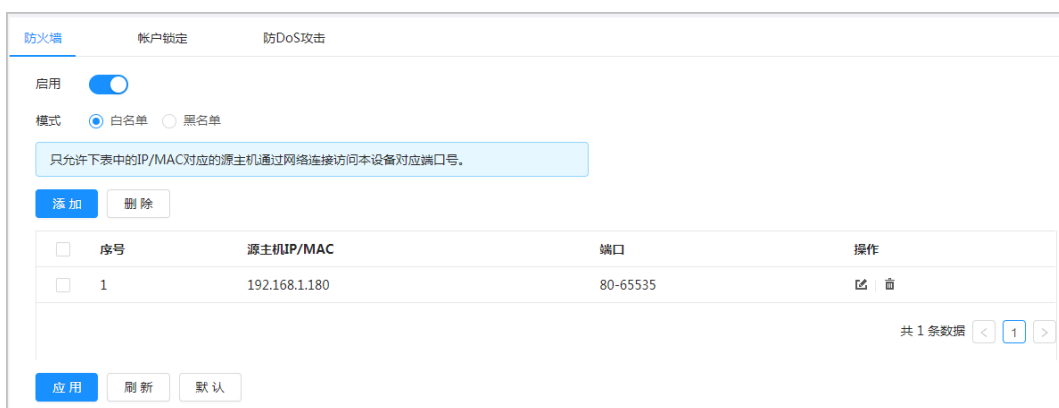 防火墙 帐户锁定 防DoS攻击
启用
模式 白名单 黑名单
只允许下表中的IP/MAC对应的源主机通过网络连接访问本设备对应端口号。
添加 删除
序号 源主机IP/MAC 端口 操作
1 192.168.1.180 80-65535
共 1 条数据 < 1 >
应用 刷新 默认